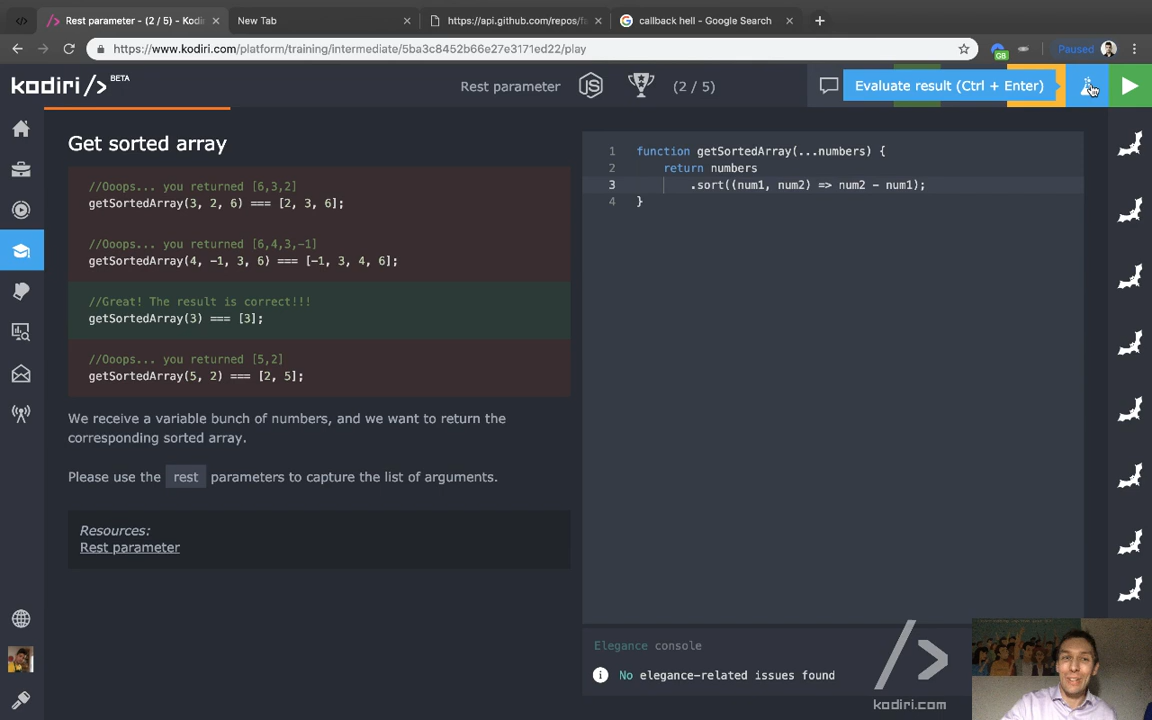 Rest parameter - (2 / 5) - Kodi
New Tab
https://api.github.com/repos/f
callback hell - Google Search
https://www.kodiri.com/platform/training/intermediate/5ba3c8452b66e27e3171ed22/play
GB
Paused
kodiri/> BETA
Rest parameter
JS
(2 / 5)
Evaluate result (Ctrl + Enter)
Get sorted array
//Ooops... you returned [6,3,2]
getSortedArray(3, 2, 6) === [2, 3, 6];
//Ooops... you returned [6,4,3,-1]
getSortedArray(4, -1, 3, 6) === [-1, 3, 4, 6];
//Great! The result is correct!!!
getSortedArray(3) === [3];
//Ooops... you returned [5,2]
getSortedArray(5, 2) === [2, 5];
We receive a variable bunch of numbers, and we want to return the
corresponding sorted array.
Please use the rest parameters to capture the list of arguments.
Resources:
Rest parameter
1 function getSortedArray(...numbers) {
2 return numbers
3 .sort((num1, num2) => num2 - num1);
4 }
Elegance console
No elegance-related issues found
/>
kodiri.com